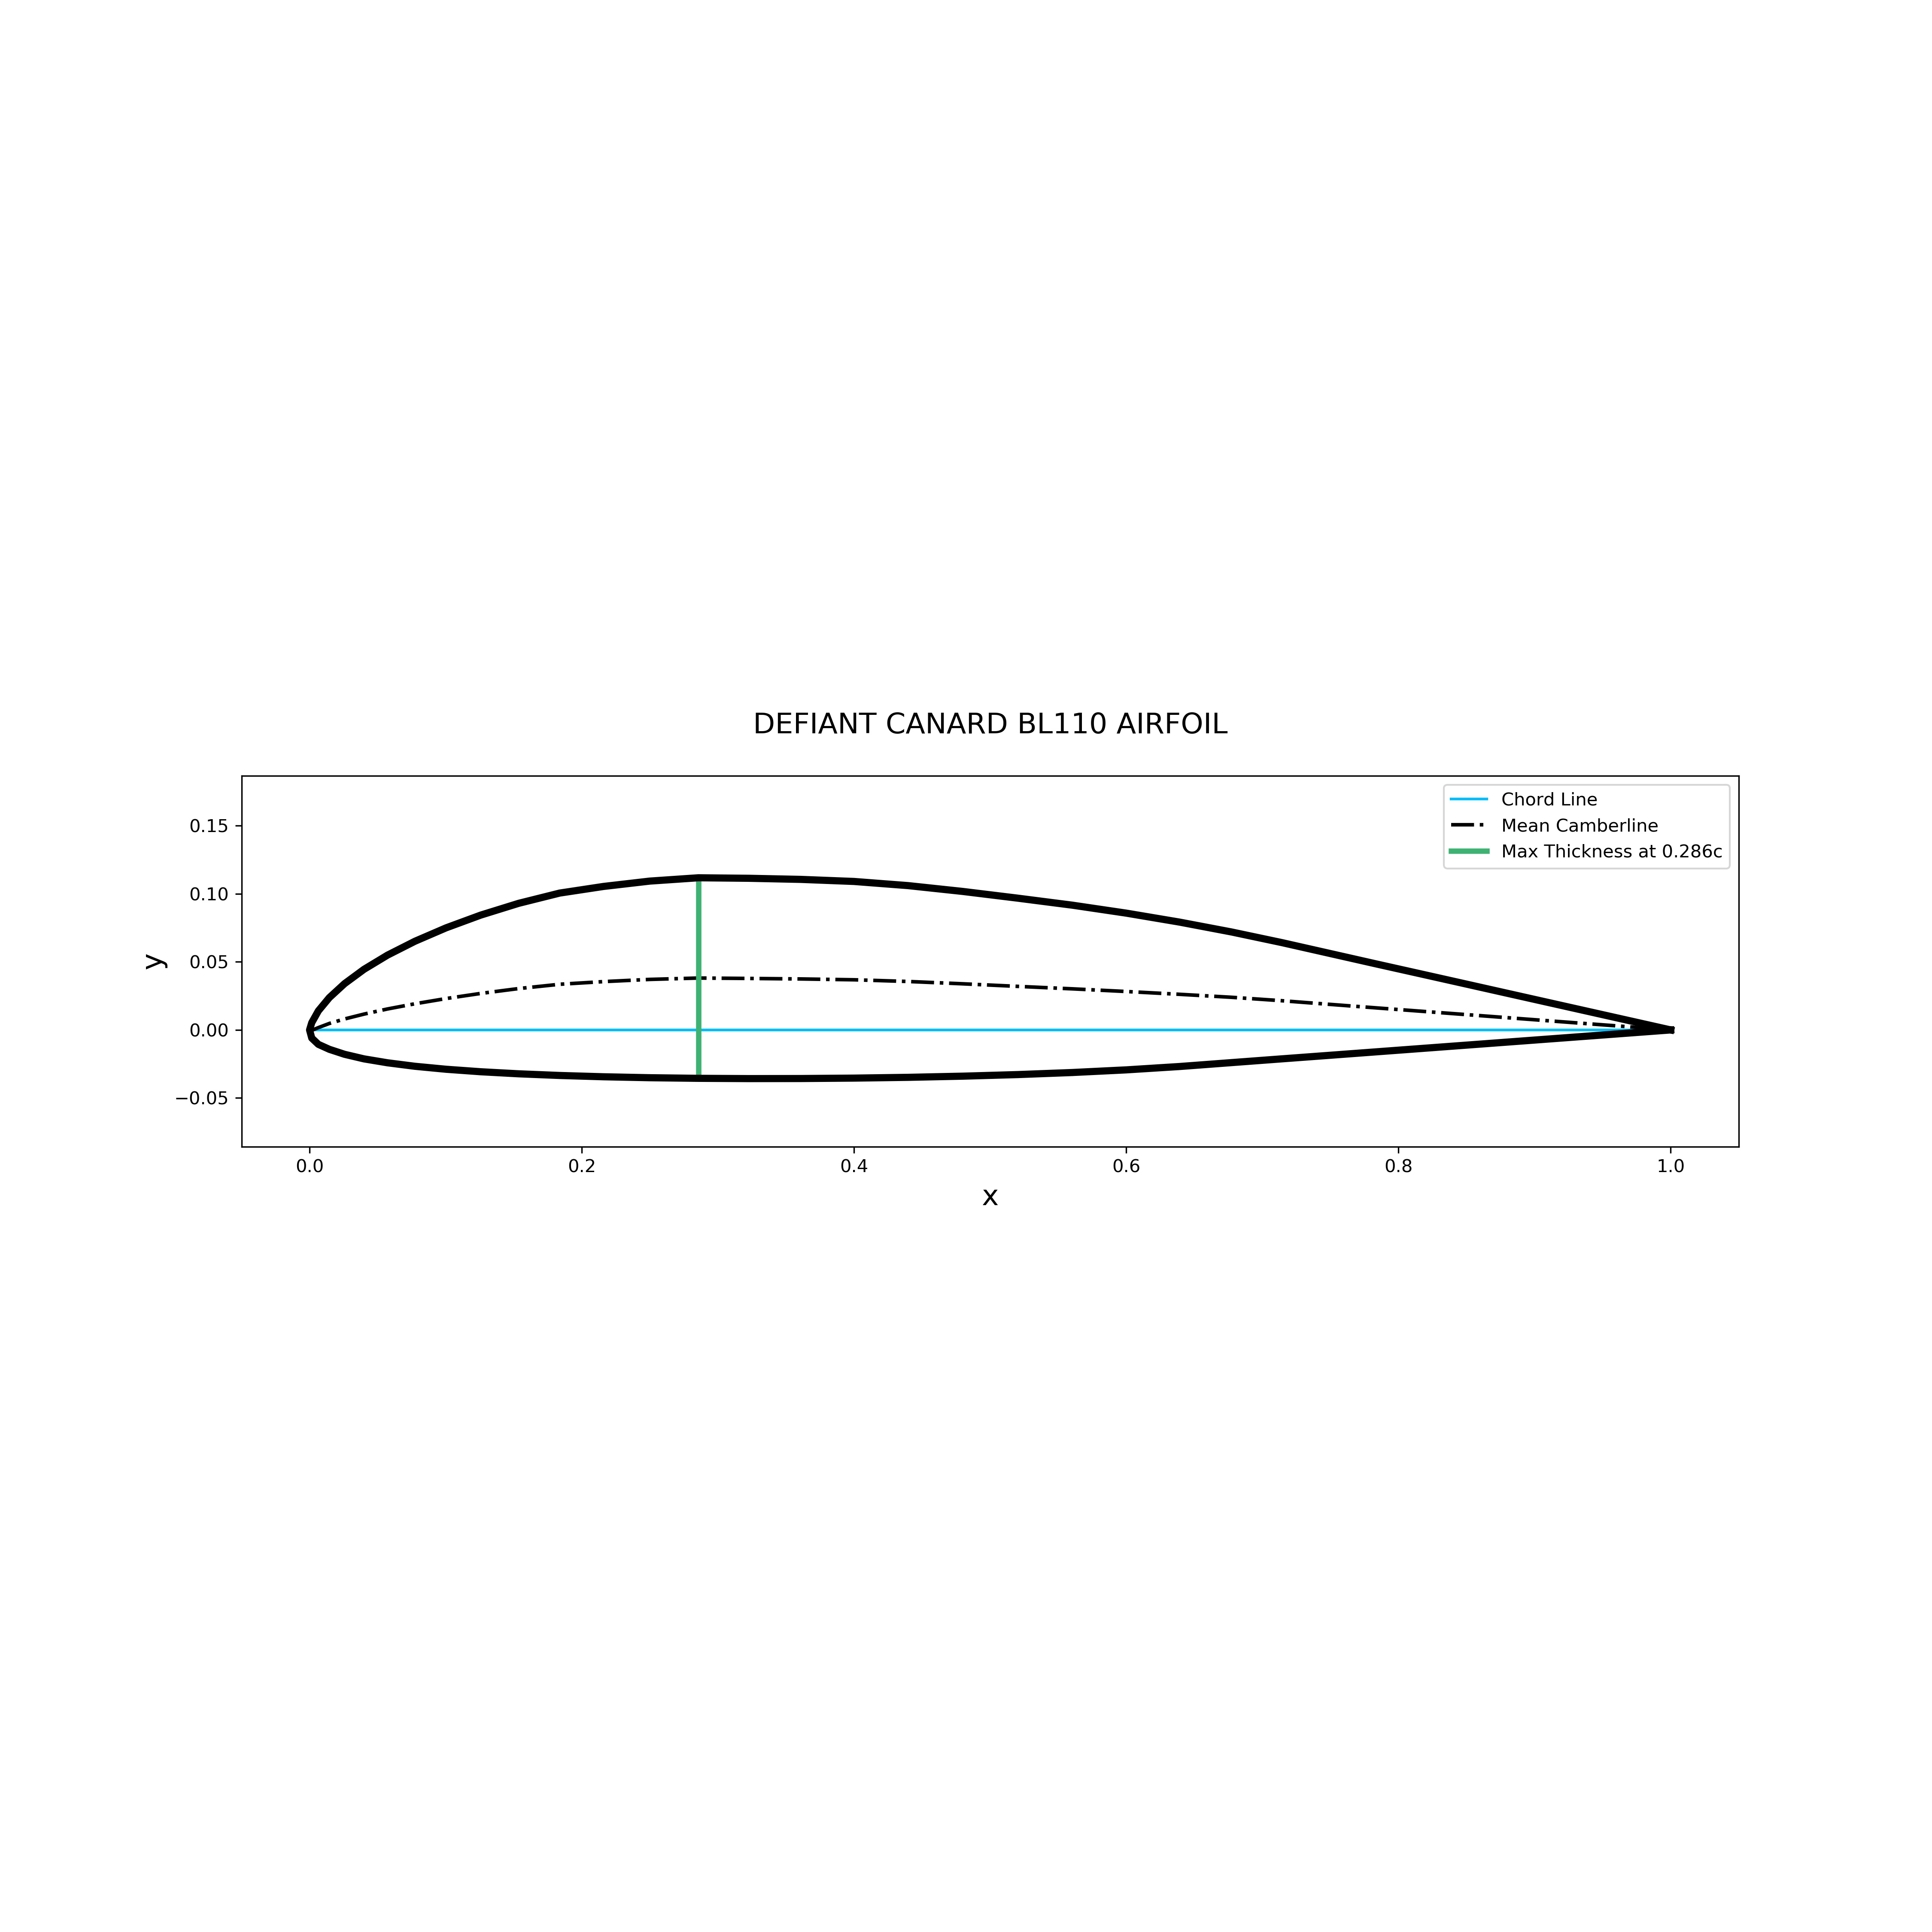 DEFIANT CANARD BL110 AIRFOIL
Chord Line
Mean Camberline
Max Thickness at 0.286c
0.15
0.10
0.05
0.00
−0.05
y
0.0 0.2 0.4 0.6 0.8 1.0
x